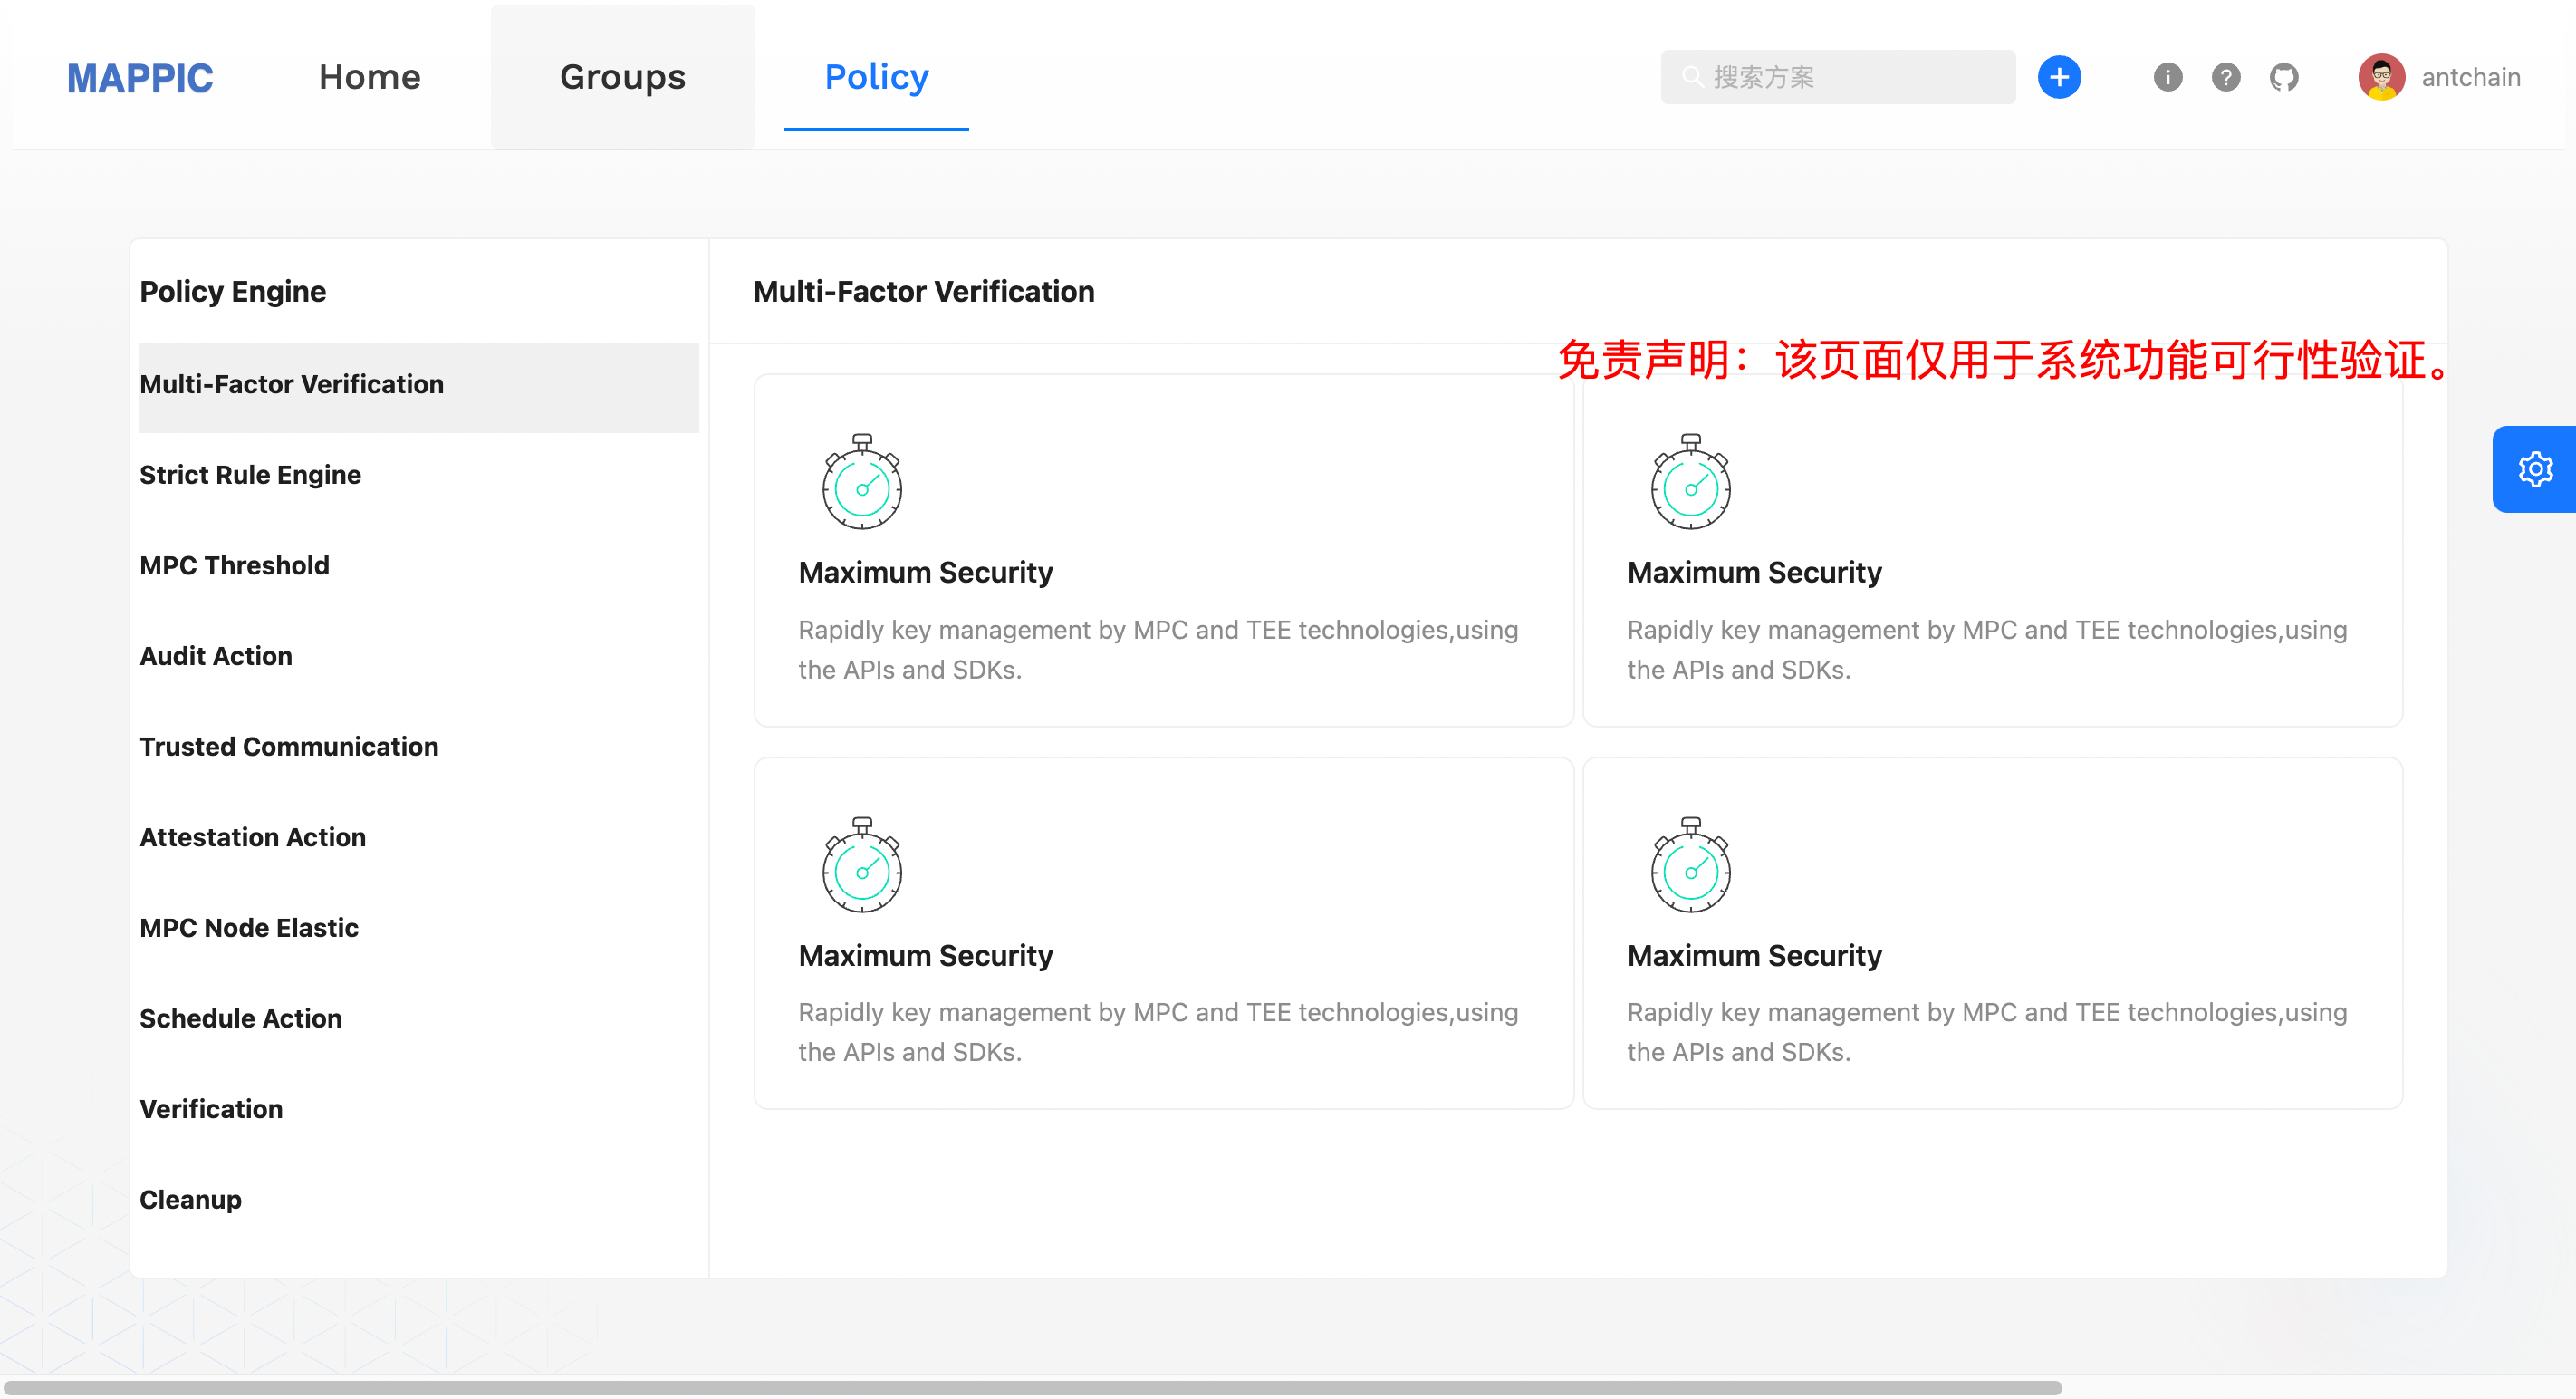 MAPPIC
Home
Groups
Policy
搜索方案
antchain
Policy Engine
Multi-Factor Verification
Strict Rule Engine
MPC Threshold
Audit Action
Trusted Communication
Attestation Action
MPC Node Elastic
Schedule Action
Verification
Cleanup
Multi-Factor Verification
免责声明：该页面仅用于系统功能可行性验证。
Maximum Security
Rapidly key management by MPC and TEE technologies,using
the APIs and SDKs.
Maximum Security
Rapidly key management by MPC and TEE technologies,using
the APIs and SDKs.
Maximum Security
Rapidly key management by MPC and TEE technologies,using
the APIs and SDKs.
Maximum Security
Rapidly key management by MPC and TEE technologies,using
the APIs and SDKs.